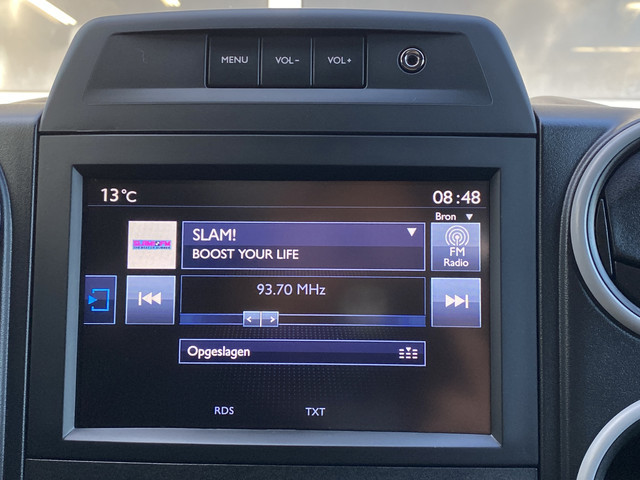 MENU VOL- VOL+
13°C 08:48
Bron
SLAM!
BOOST YOUR LIFE
FM
Radio
93.70 MHz
Opgeslagen
RDS TXT